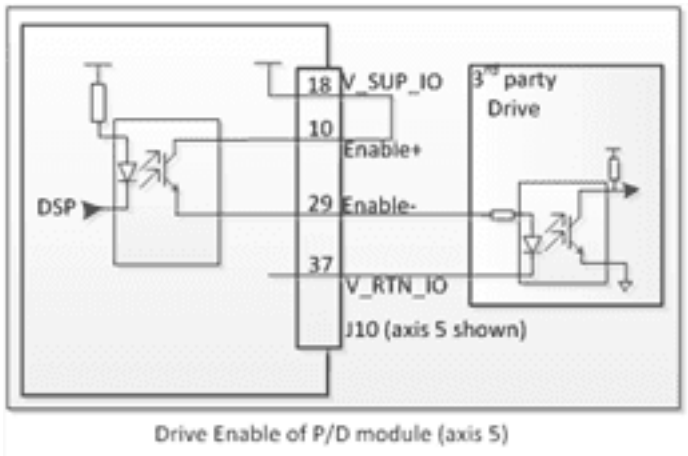 18 V_SUP_IO
3rd party
Drive
10
Enable+
DSP
29 Enable-
37
V_RTN_IO
J10 (axis 5 shown)
Drive Enable of P/D module (axis 5)